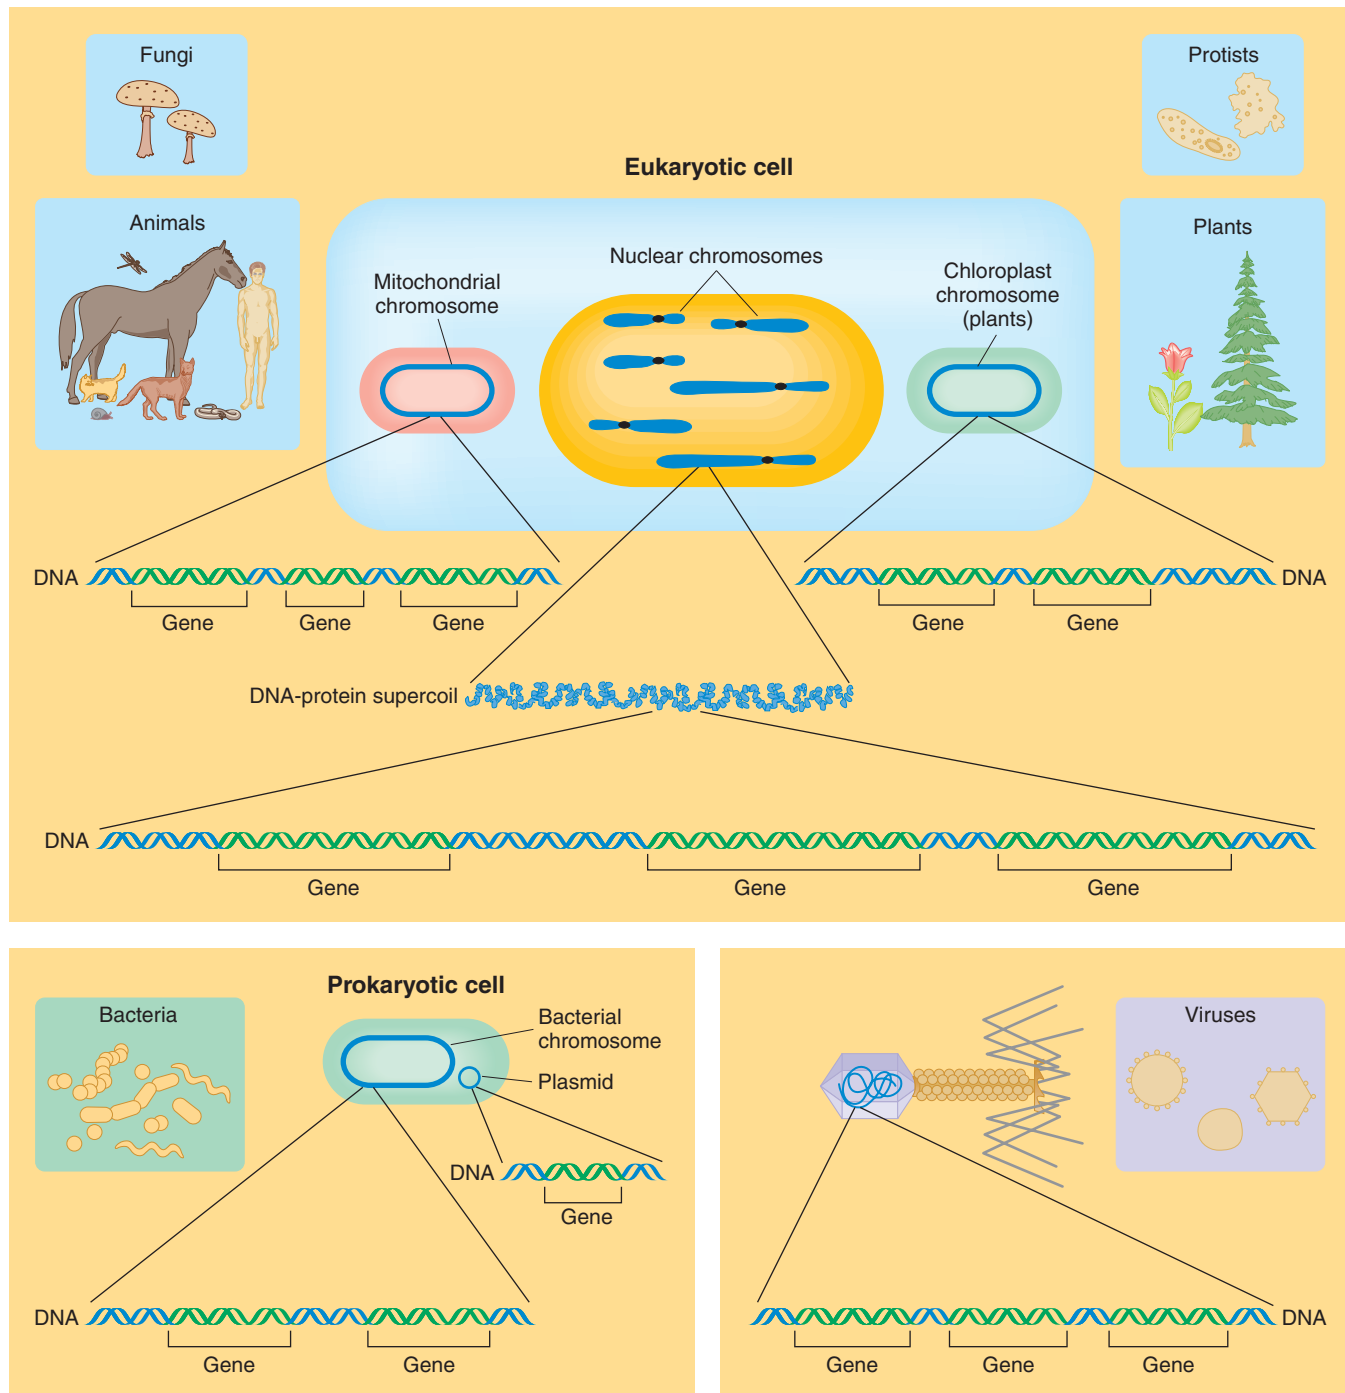 Fungi
Protists
Eukaryotic cell
Animals
Plants
Nuclear chromosomes
Mitochondrial
chromosome
Chloroplast
chromosome
(plants)
DNA
Gene
Gene
Gene
Gene
Gene
DNA
DNA-protein supercoil
DNA
Gene
Gene
Gene
Prokaryotic cell
Bacteria
Bacterial
chromosome
Plasmid
DNA
Gene
DNA
Gene
Gene
Viruses
DNA
Gene
Gene
Gene